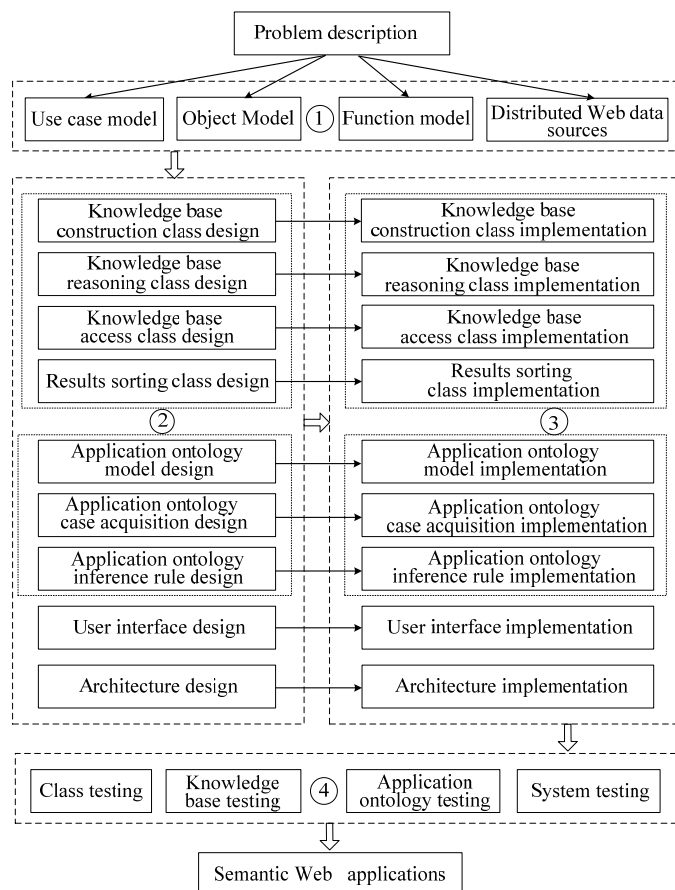 Problem description
Use case model
Object Model
1
Function model
Distributed Web data
sources
Knowledge base
construction class design
Knowledge base
construction class implementation
Knowledge base
reasoning class design
Knowledge base
reasoning class implementation
Knowledge base
access class design
Knowledge base
access class implementation
Results sorting class design
Results sorting
class implementation
2
3
Application ontology
model design
Application ontology
model implementation
Application ontology
case acquisition design
Application ontology
case acquisition implementation
Application ontology
inference rule design
Application ontology
inference rule implementation
User interface design
User interface implementation
Architecture design
Architecture implementation
Class testing
Knowledge
base testing
4
Application
ontology testing
System testing
Semantic Web applications